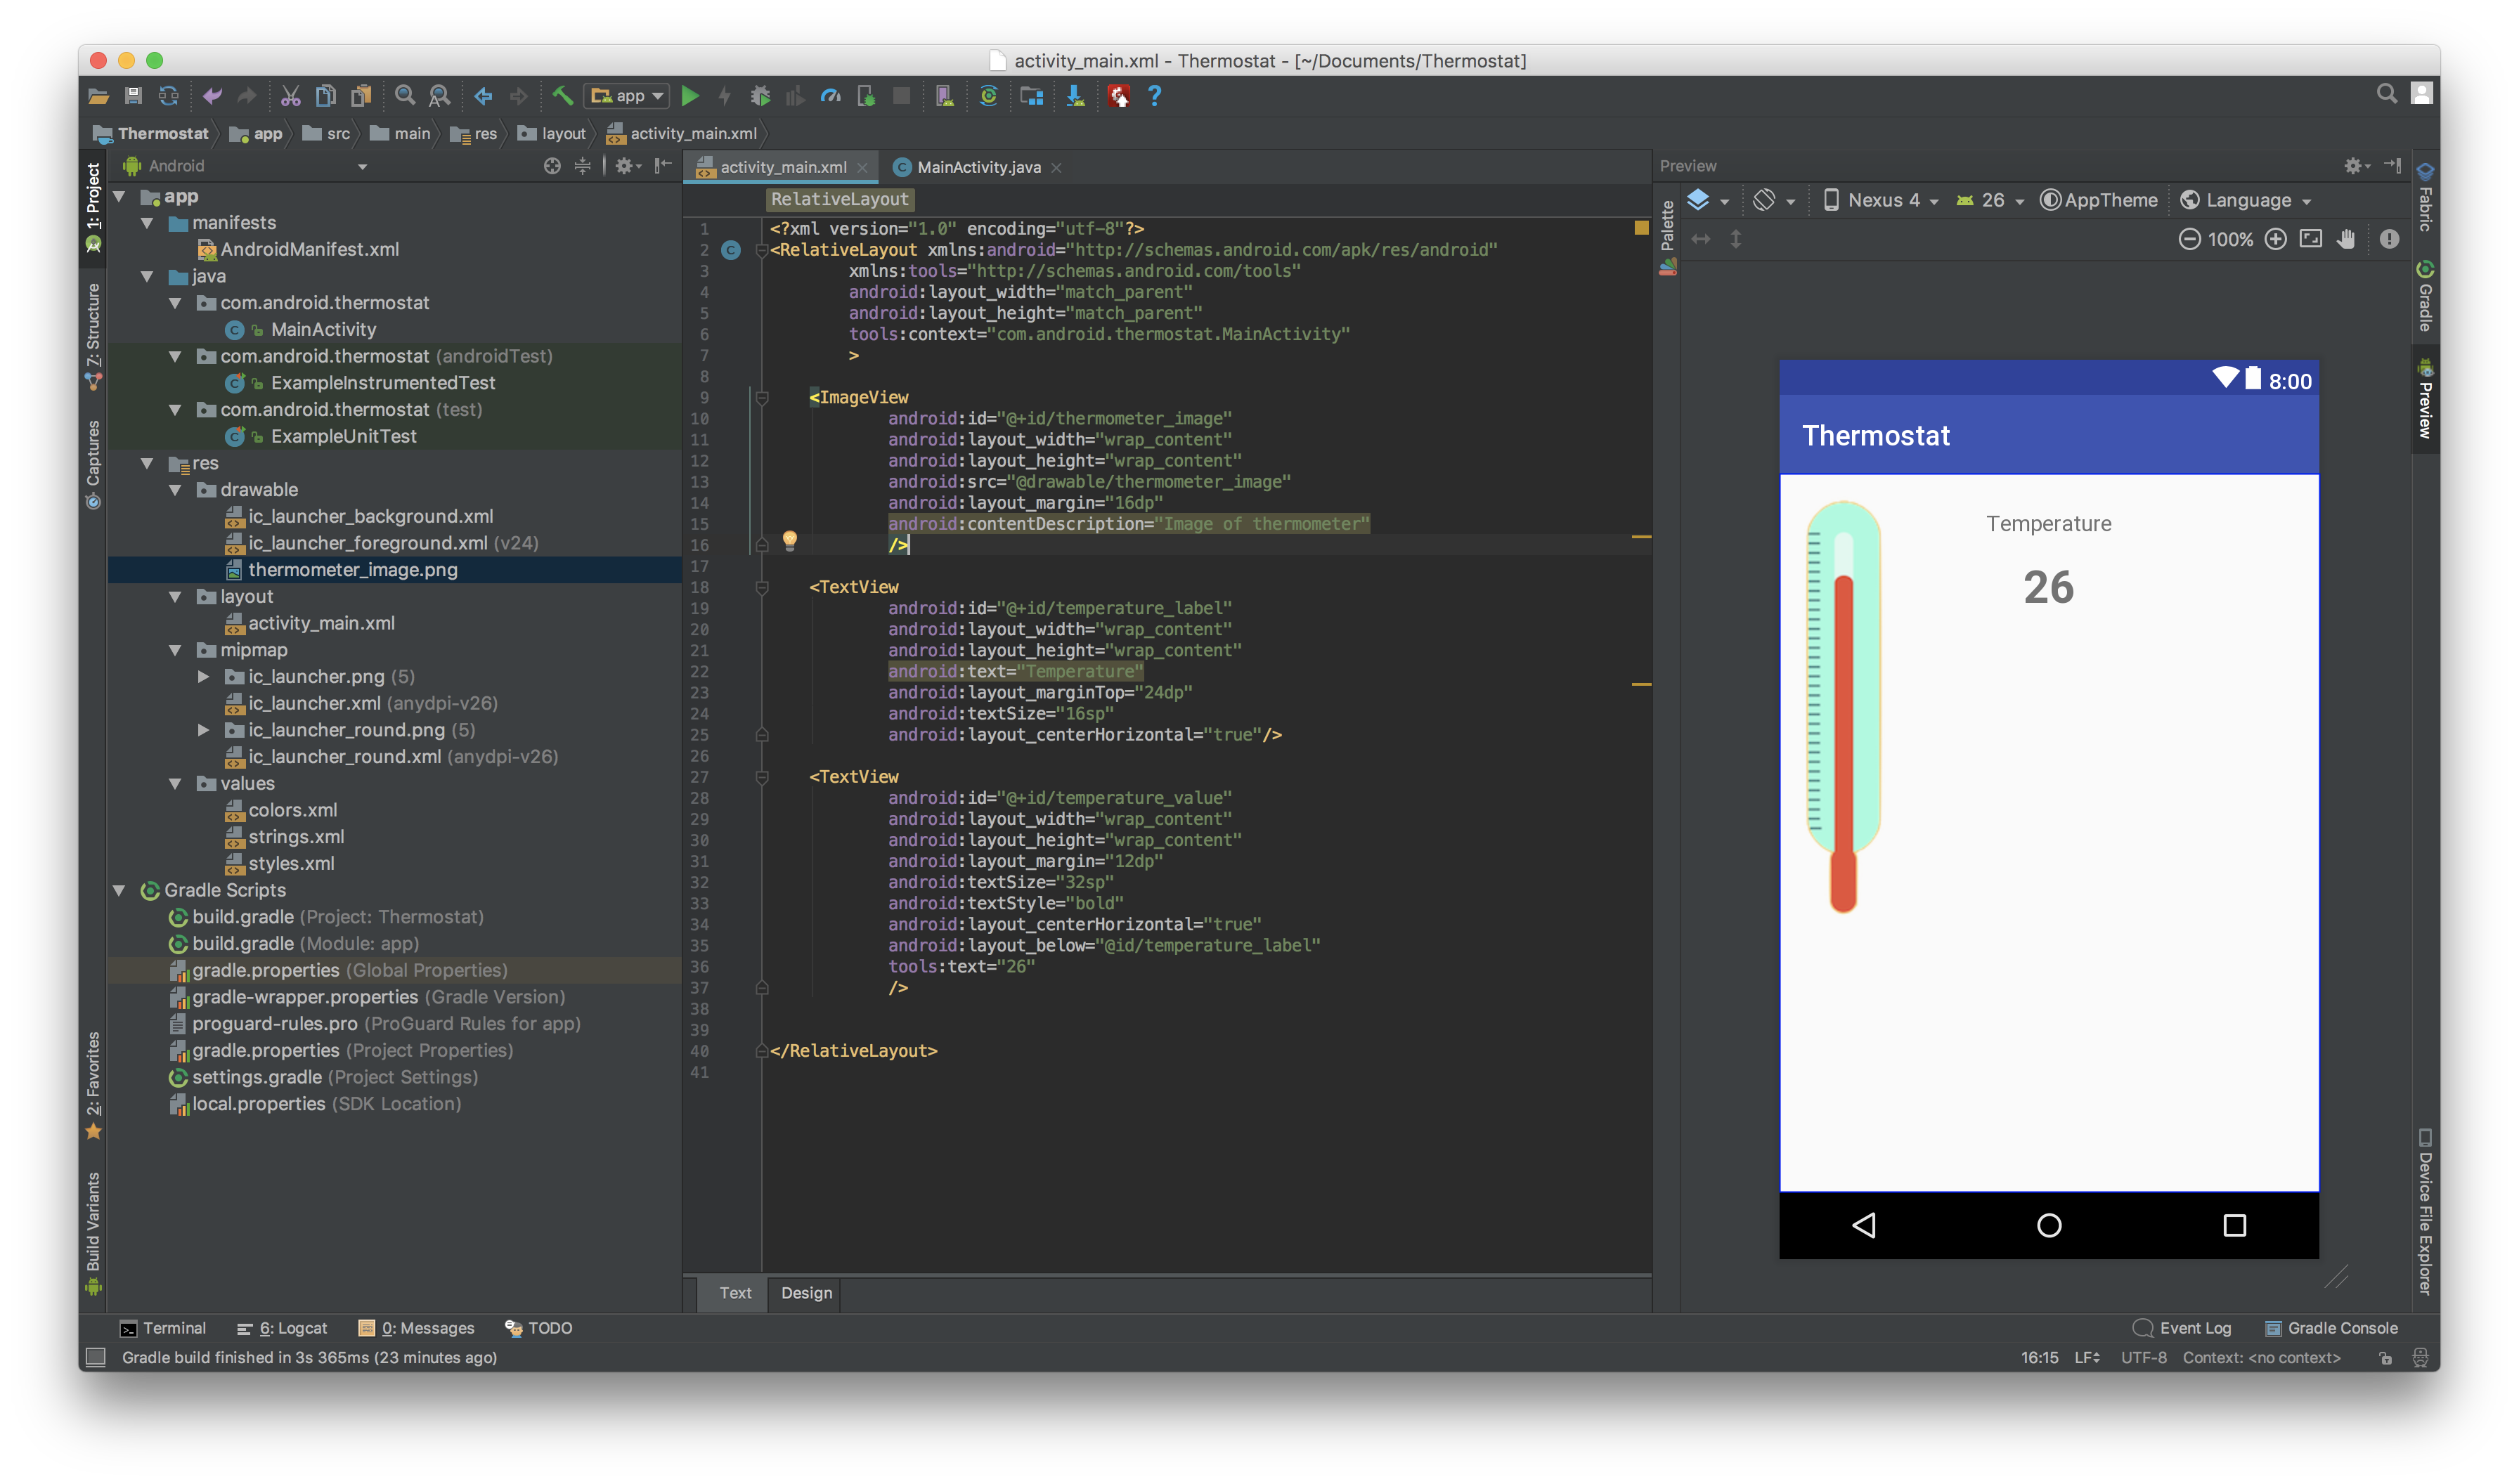 activity_main.xml - Thermostat - [~/Documents/Thermostat]
app
Thermostat app src main res layout activity_main.xml
Android
activity_main.xml MainActivity.java
Preview
1: Project
Z: Structure
Captures
2: Favorites
Build Variants
app
manifests
AndroidManifest.xml
java
com.android.thermostat
MainActivity
com.android.thermostat (androidTest)
ExampleInstrumentedTest
com.android.thermostat (test)
ExampleUnitTest
res
drawable
ic_launcher_background.xml
ic_launcher_foreground.xml (v24)
thermometer_image.png
layout
activity_main.xml
mipmap
ic_launcher.png (5)
ic_launcher.xml (anydpi-v26)
ic_launcher_round.png (5)
ic_launcher_round.xml (anydpi-v26)
values
colors.xml
strings.xml
styles.xml
Gradle Scripts
build.gradle (Project: Thermostat)
build.gradle (Module: app)
gradle.properties (Global Properties)
gradle-wrapper.properties (Gradle Version)
proguard-rules.pro (ProGuard Rules for app)
gradle.properties (Project Properties)
settings.gradle (Project Settings)
local.properties (SDK Location)
RelativeLayout
1 <?xml version="1.0" encoding="utf-8"?>
2 <RelativeLayout xmlns:android="http://schemas.android.com/apk/res/android"
3 xmlns:tools="http://schemas.android.com/tools"
4 android:layout_width="match_parent"
5 android:layout_height="match_parent"
6 tools:context="com.android.thermostat.MainActivity"
7 >
8
9 <ImageView
10 android:id="@+id/thermometer_image"
11 android:layout_width="wrap_content"
12 android:layout_height="wrap_content"
13 android:src="@drawable/thermometer_image"
14 android:layout_margin="16dp"
15 android:contentDescription="Image of thermometer"
16 />
17
18 <TextView
19 android:id="@+id/temperature_label"
20 android:layout_width="wrap_content"
21 android:layout_height="wrap_content"
22 android:text="Temperature"
23 android:layout_marginTop="24dp"
24 android:textSize="16sp"
25 android:layout_centerHorizontal="true"/>
26
27 <TextView
28 android:id="@+id/temperature_value"
29 android:layout_width="wrap_content"
30 android:layout_height="wrap_content"
31 android:layout_margin="12dp"
32 android:textSize="32sp"
33 android:textStyle="bold"
34 android:layout_centerHorizontal="true"
35 android:layout_below="@id/temperature_label"
36 tools:text="26"
37 />
38
39
40 </RelativeLayout>
41
Text Design
Palette
Nexus 4 26 AppTheme Language
100%
8:00
Thermostat
Temperature
26
Fabric
Gradle
Preview
Device File Explorer
Terminal 6: Logcat 0: Messages TODO
Event Log Gradle Console
Gradle build finished in 3s 365ms (23 minutes ago)
16:15 LF UTF-8 Context: <no context>